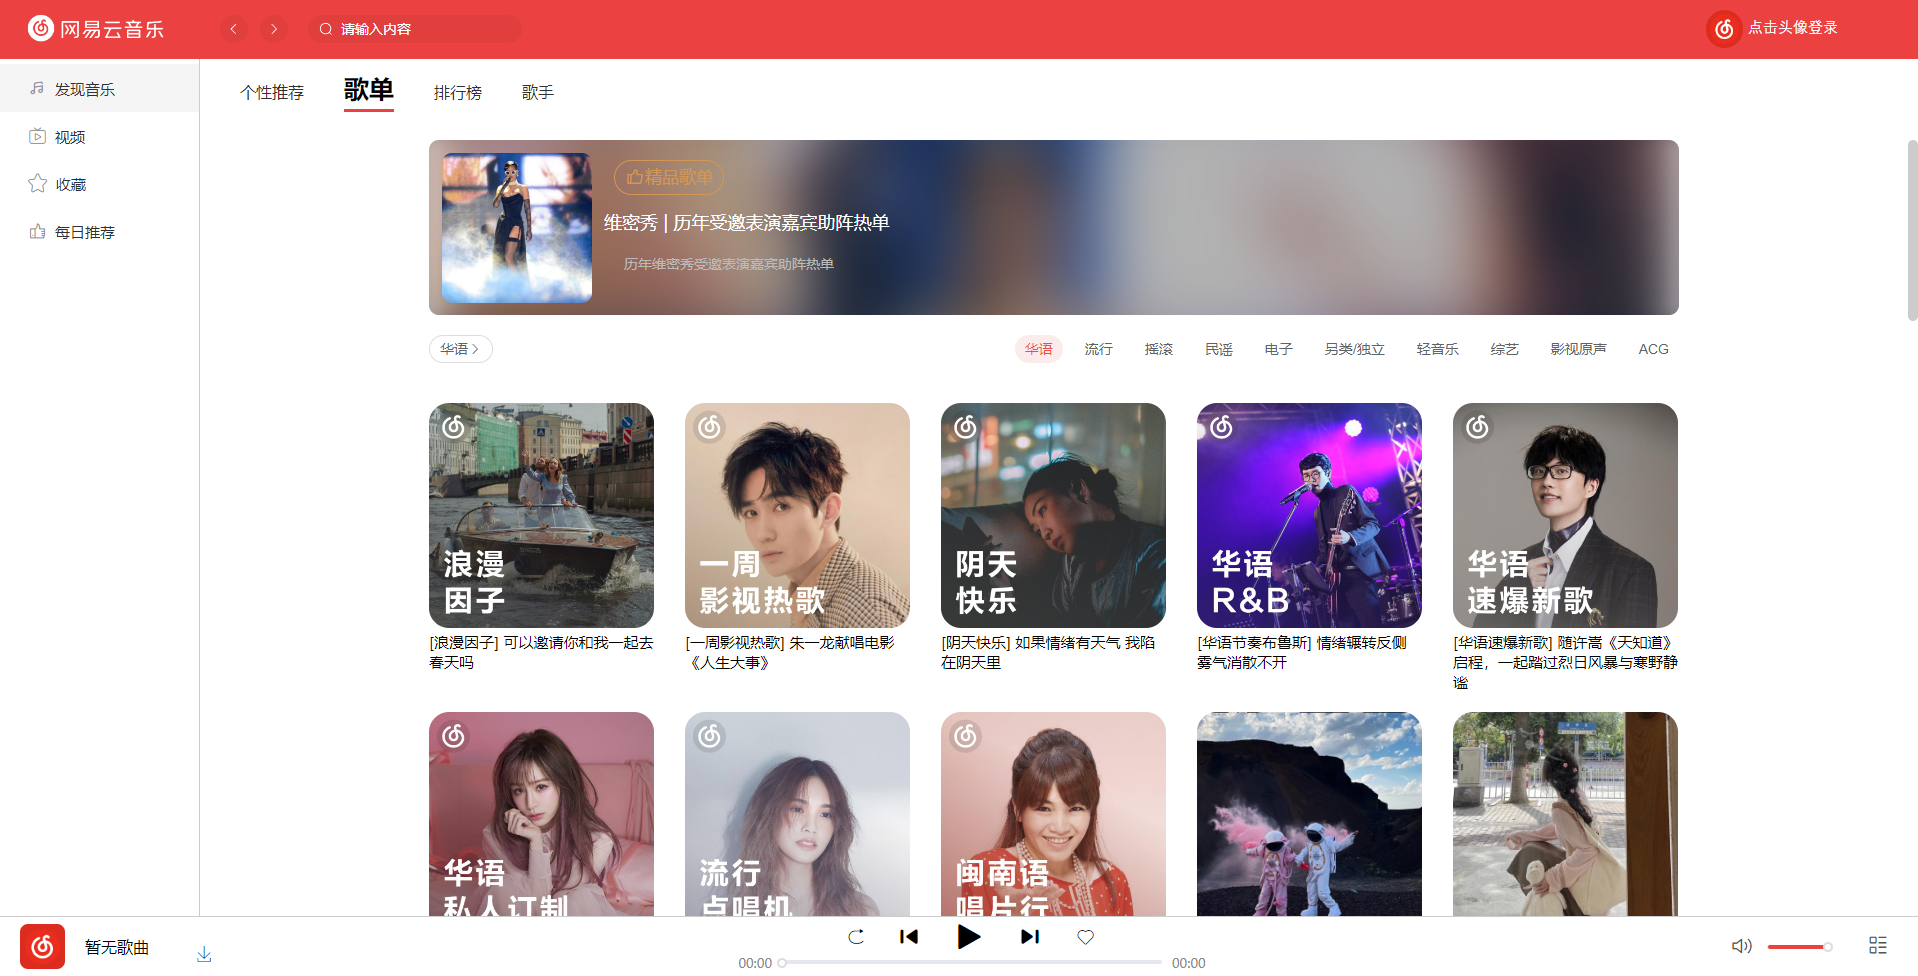 网易云音乐
请输入内容
点击头像登录
发现音乐
视频
收藏
每日推荐
个性推荐
歌单
排行榜
歌手
精品歌单
维密秀 | 历年受邀表演嘉宾助阵热单
历年维密秀受邀表演嘉宾助阵热单
华语
华语
流行
摇滚
民谣
电子
另类/独立
轻音乐
综艺
影视原声
ACG
浪漫
因子
一周
影视热歌
阴天
快乐
华语
R&B
华语
速爆新歌
[浪漫因子] 可以邀请你和我一起去
春天吗
[一周影视热歌] 朱一龙献唱电影
《人生大事》
[阴天快乐] 如果情绪有天气 我陷
在阴天里
[华语节奏布鲁斯] 情绪辗转反侧
雾气消散不开
[华语速爆新歌] 随许嵩《天知道》
启程，一起踏过烈日风暴与寒野静
谧
华语
私人订制
流行
点唱机
闽南语
唱片行
暂无歌曲
00:00
00:00